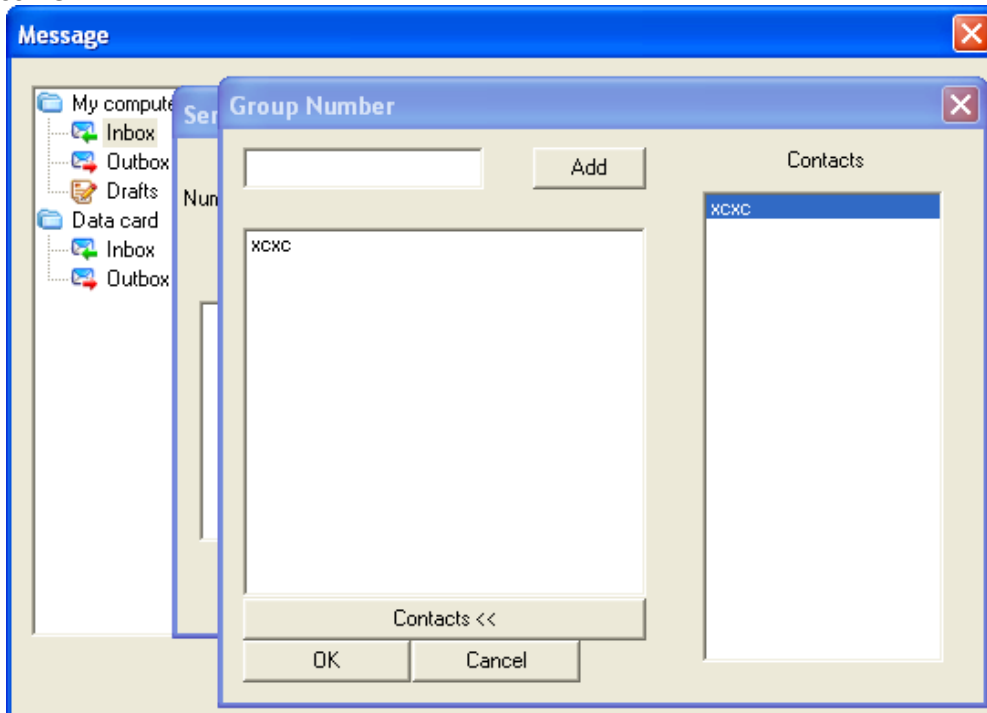 Message
My compute
Inbox
Outbox
Drafts
Data card
Inbox
Outbox
Ser
Num
Group Number
Add
xcxc
Contacts <<
OK
Cancel
Contacts
xcxc